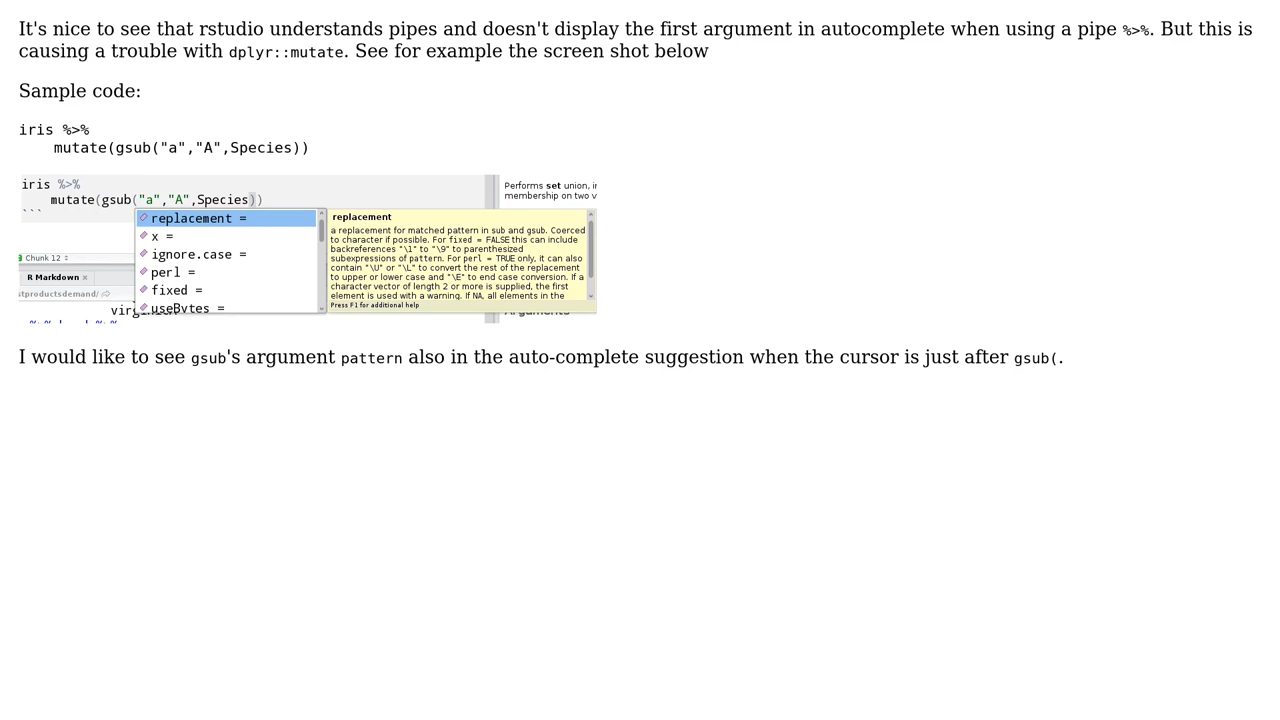 It's nice to see that rstudio understands pipes and doesn't display the first argument in autocomplete when using a pipe %>%. But this is
causing a trouble with dplyr::mutate. See for example the screen shot below
Sample code:
iris %>%
    mutate(gsub("a","A",Species))
iris %>%
    mutate(gsub("a","A",Species))
```
Performs set union, in
membership on two v
replacement =
x =
ignore.case =
perl =
fixed =
useBytes =
replacement
a replacement for matched pattern in sub and gsub. Coerced
to character if possible. For fixed = FALSE this can include
backreferences "\1" to "\9" to parenthesized
subexpressions of pattern. For perl = TRUE only, it can also
contain "\U" or "\L" to convert the rest of the replacement
to upper or lower case and "\E" to end case conversion. If a
character vector of length 2 or more is supplied, the first
element is used with a warning. If NA, all elements in the
Press F1 for additional help
Chunk 12
R Markdown
tproductsdemand/
Arguments
I would like to see gsub's argument pattern also in the auto-complete suggestion when the cursor is just after gsub(.